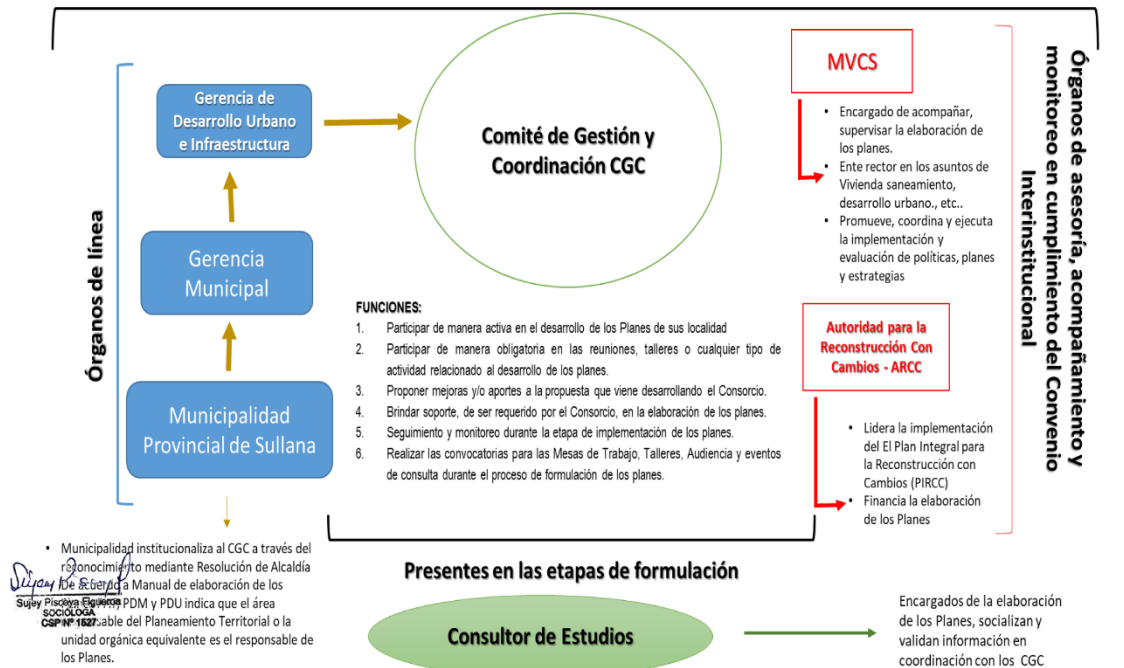 Órganos de línea
Gerencia de
Desarrollo Urbano
e Infraestructura
Gerencia
Municipal
Municipalidad
Provincial de Sullana
• Municipalidad institucionaliza al CGC a través del
reconocimiento mediante Resolución de Alcaldía
De acuerdo a Manual de elaboración de los
PDM y PDU indica que el área
del Planeamiento Territorial o la
unidad orgánica equivalente es el responsable de
los Planes.
Sujey Pisceya Figueroa
SOCIÓLOGA
CSP N° 1527
Comité de Gestión y
Coordinación CGC
FUNCIONES:
1. Participar de manera activa en el desarrollo de los Planes de sus localidad
2. Participar de manera obligatoria en las reuniones, talleres o cualquier tipo de
actividad relacionado al desarrollo de los planes.
3. Proponer mejoras y/o aportes a la propuesta que viene desarrollando el Consorcio.
4. Brindar soporte, de ser requerido por el Consorcio, en la elaboración de los planes.
5. Seguimiento y monitoreo durante la etapa de implementación de los planes.
6. Realizar las convocatorias para las Mesas de Trabajo, Talleres, Audiencia y eventos
de consulta durante el proceso de formulación de los planes.
MVCS
• Encargado de acompañar,
supervisar la elaboración de
los planes.
• Ente rector en los asuntos de
Vivienda saneamiento,
desarrollo urbano., etc..
• Promueve, coordina y ejecuta
la implementación y
evaluación de políticas, planes
y estrategias
Autoridad para la
Reconstrucción Con
Cambios - ARCC
• Lidera la implementación
del El Plan Integral para
la Reconstrucción con
Cambios (PIRCC)
• Financia la elaboración
de los Planes
Órganos de asesoría, acompañamiento y
monitoreo en cumplimiento del Convenio
Interinstitucional
Presentes en las etapas de formulación
Consultor de Estudios
Encargados de la elaboración
de los Planes, socializan y
validan información en
coordinación con los CGC